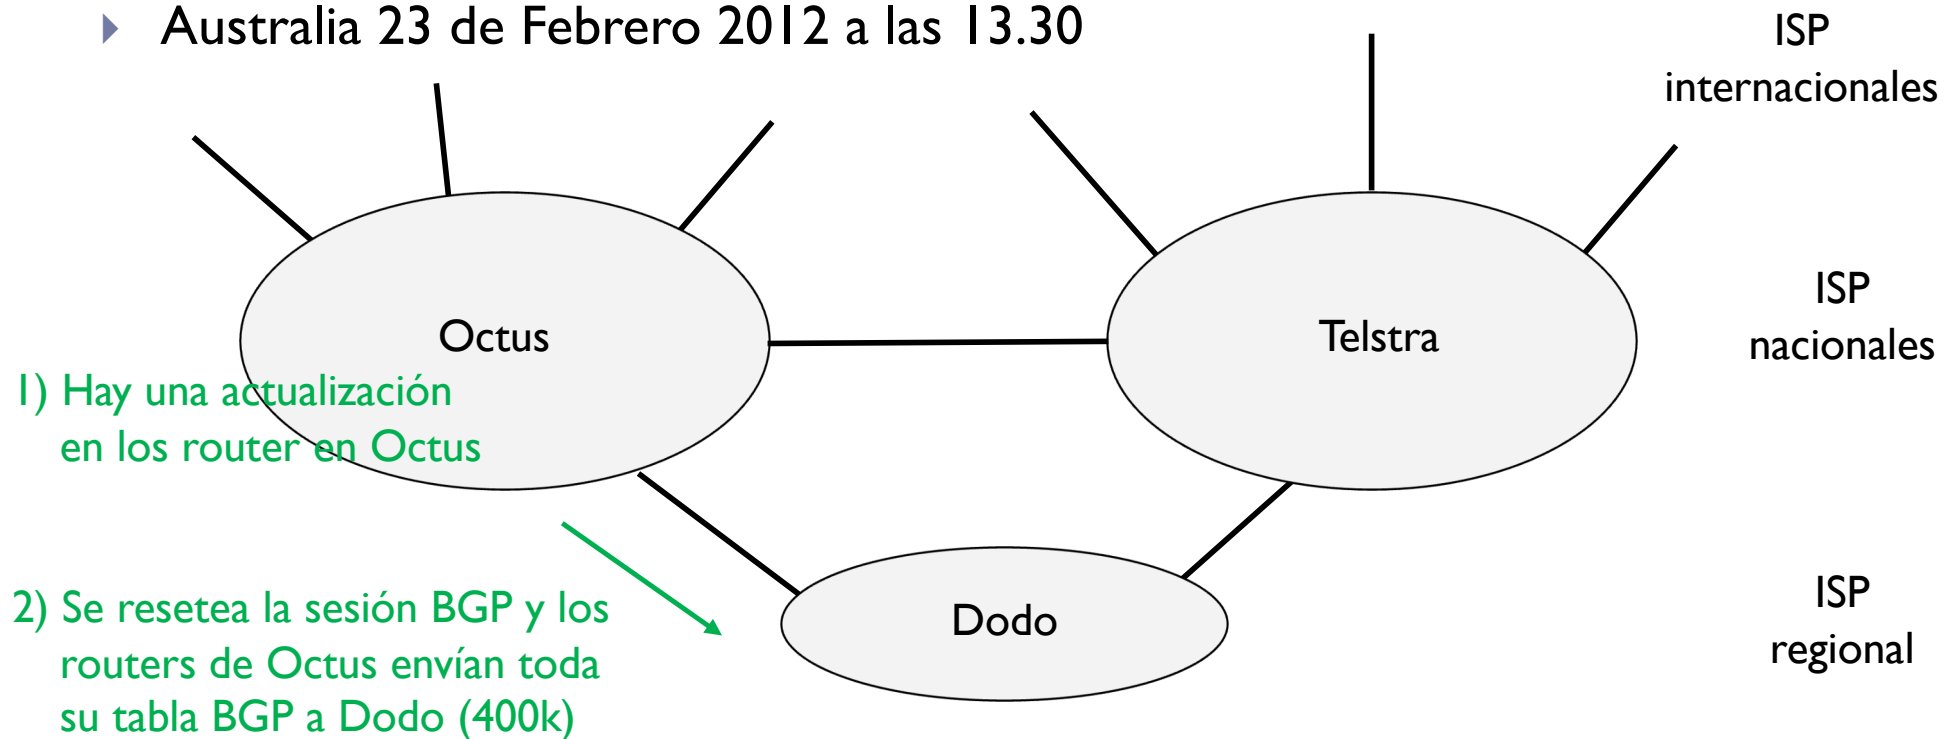 Australia 23 de Febrero 2012 a las 13.30
ISP
internacionales
Octus
Telstra
ISP
nacionales
1) Hay una actualización
en los router en Octus
2) Se resetea la sesión BGP y los
routers de Octus envían toda
su tabla BGP a Dodo (400k)
Dodo
ISP
regional